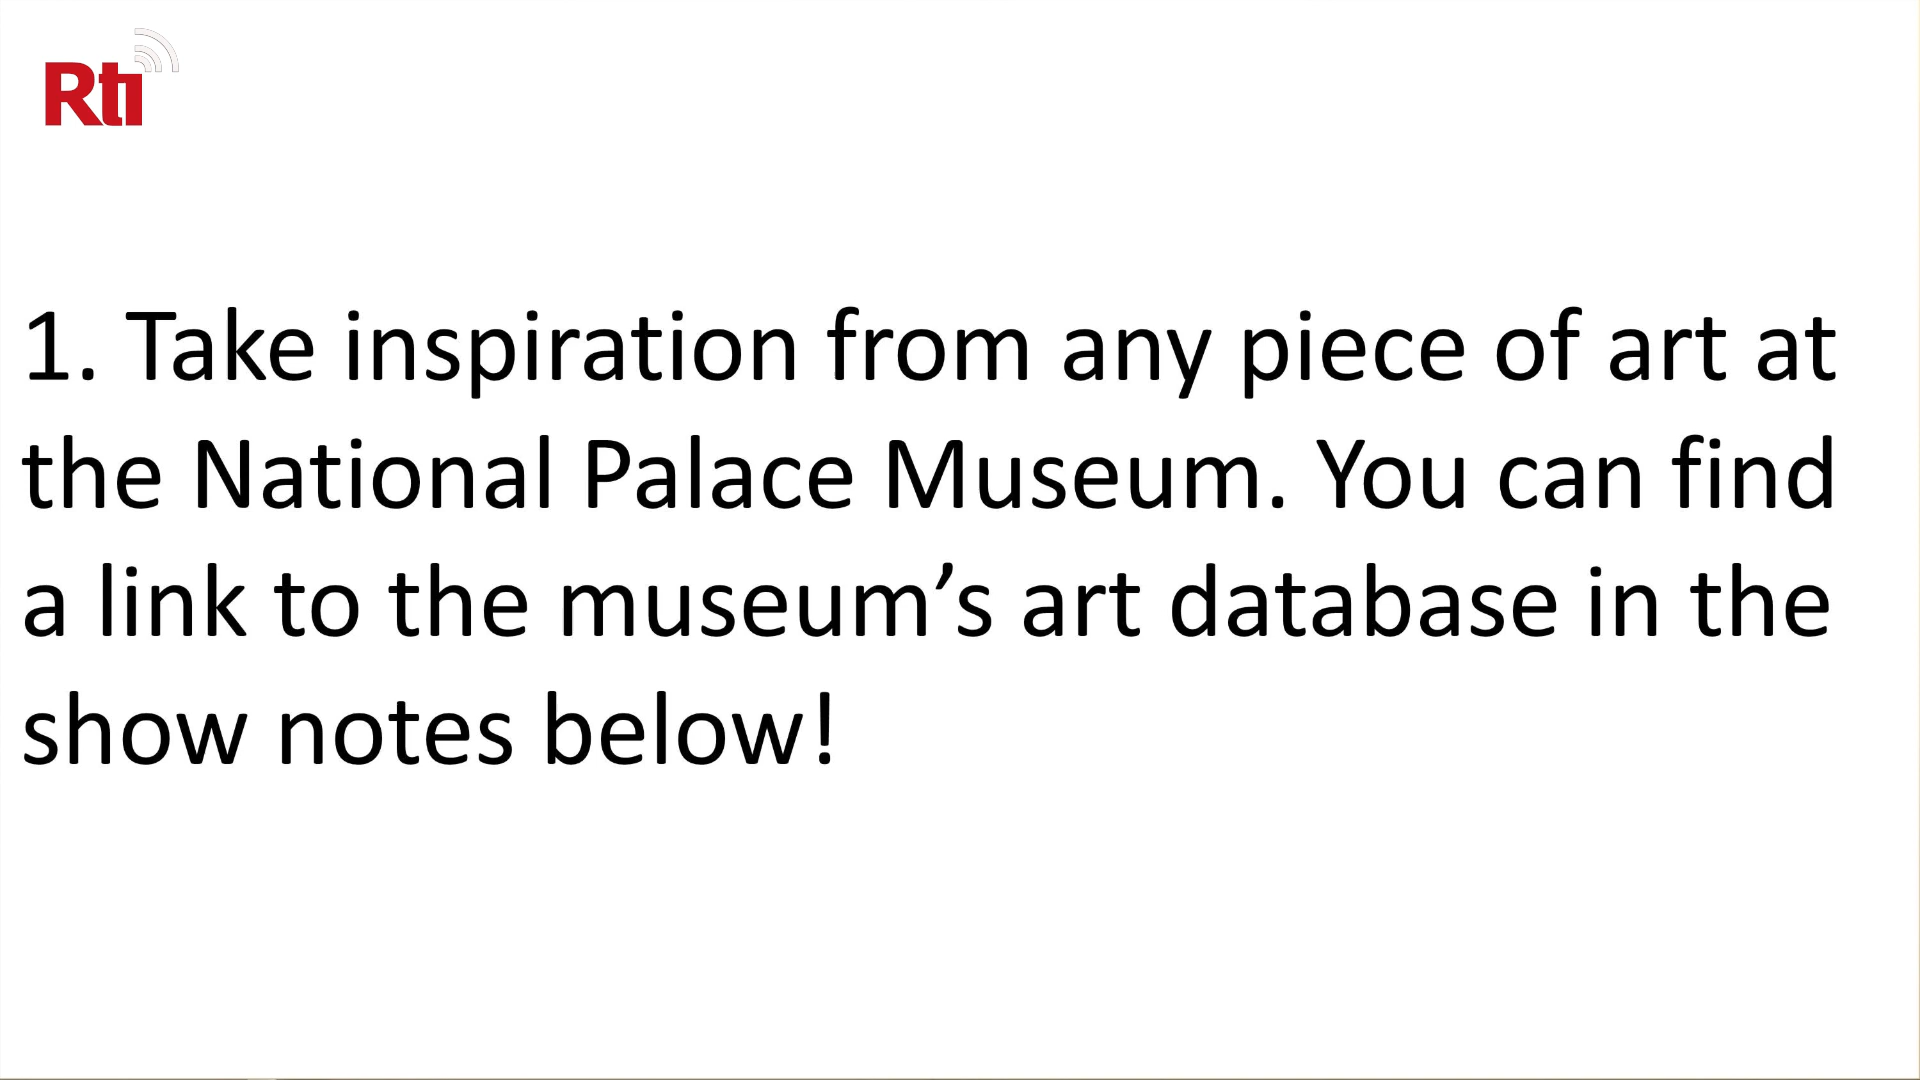 Rti
1. Take inspiration from any piece of art at
the National Palace Museum. You can find
a link to the museum’s art database in the
show notes below!